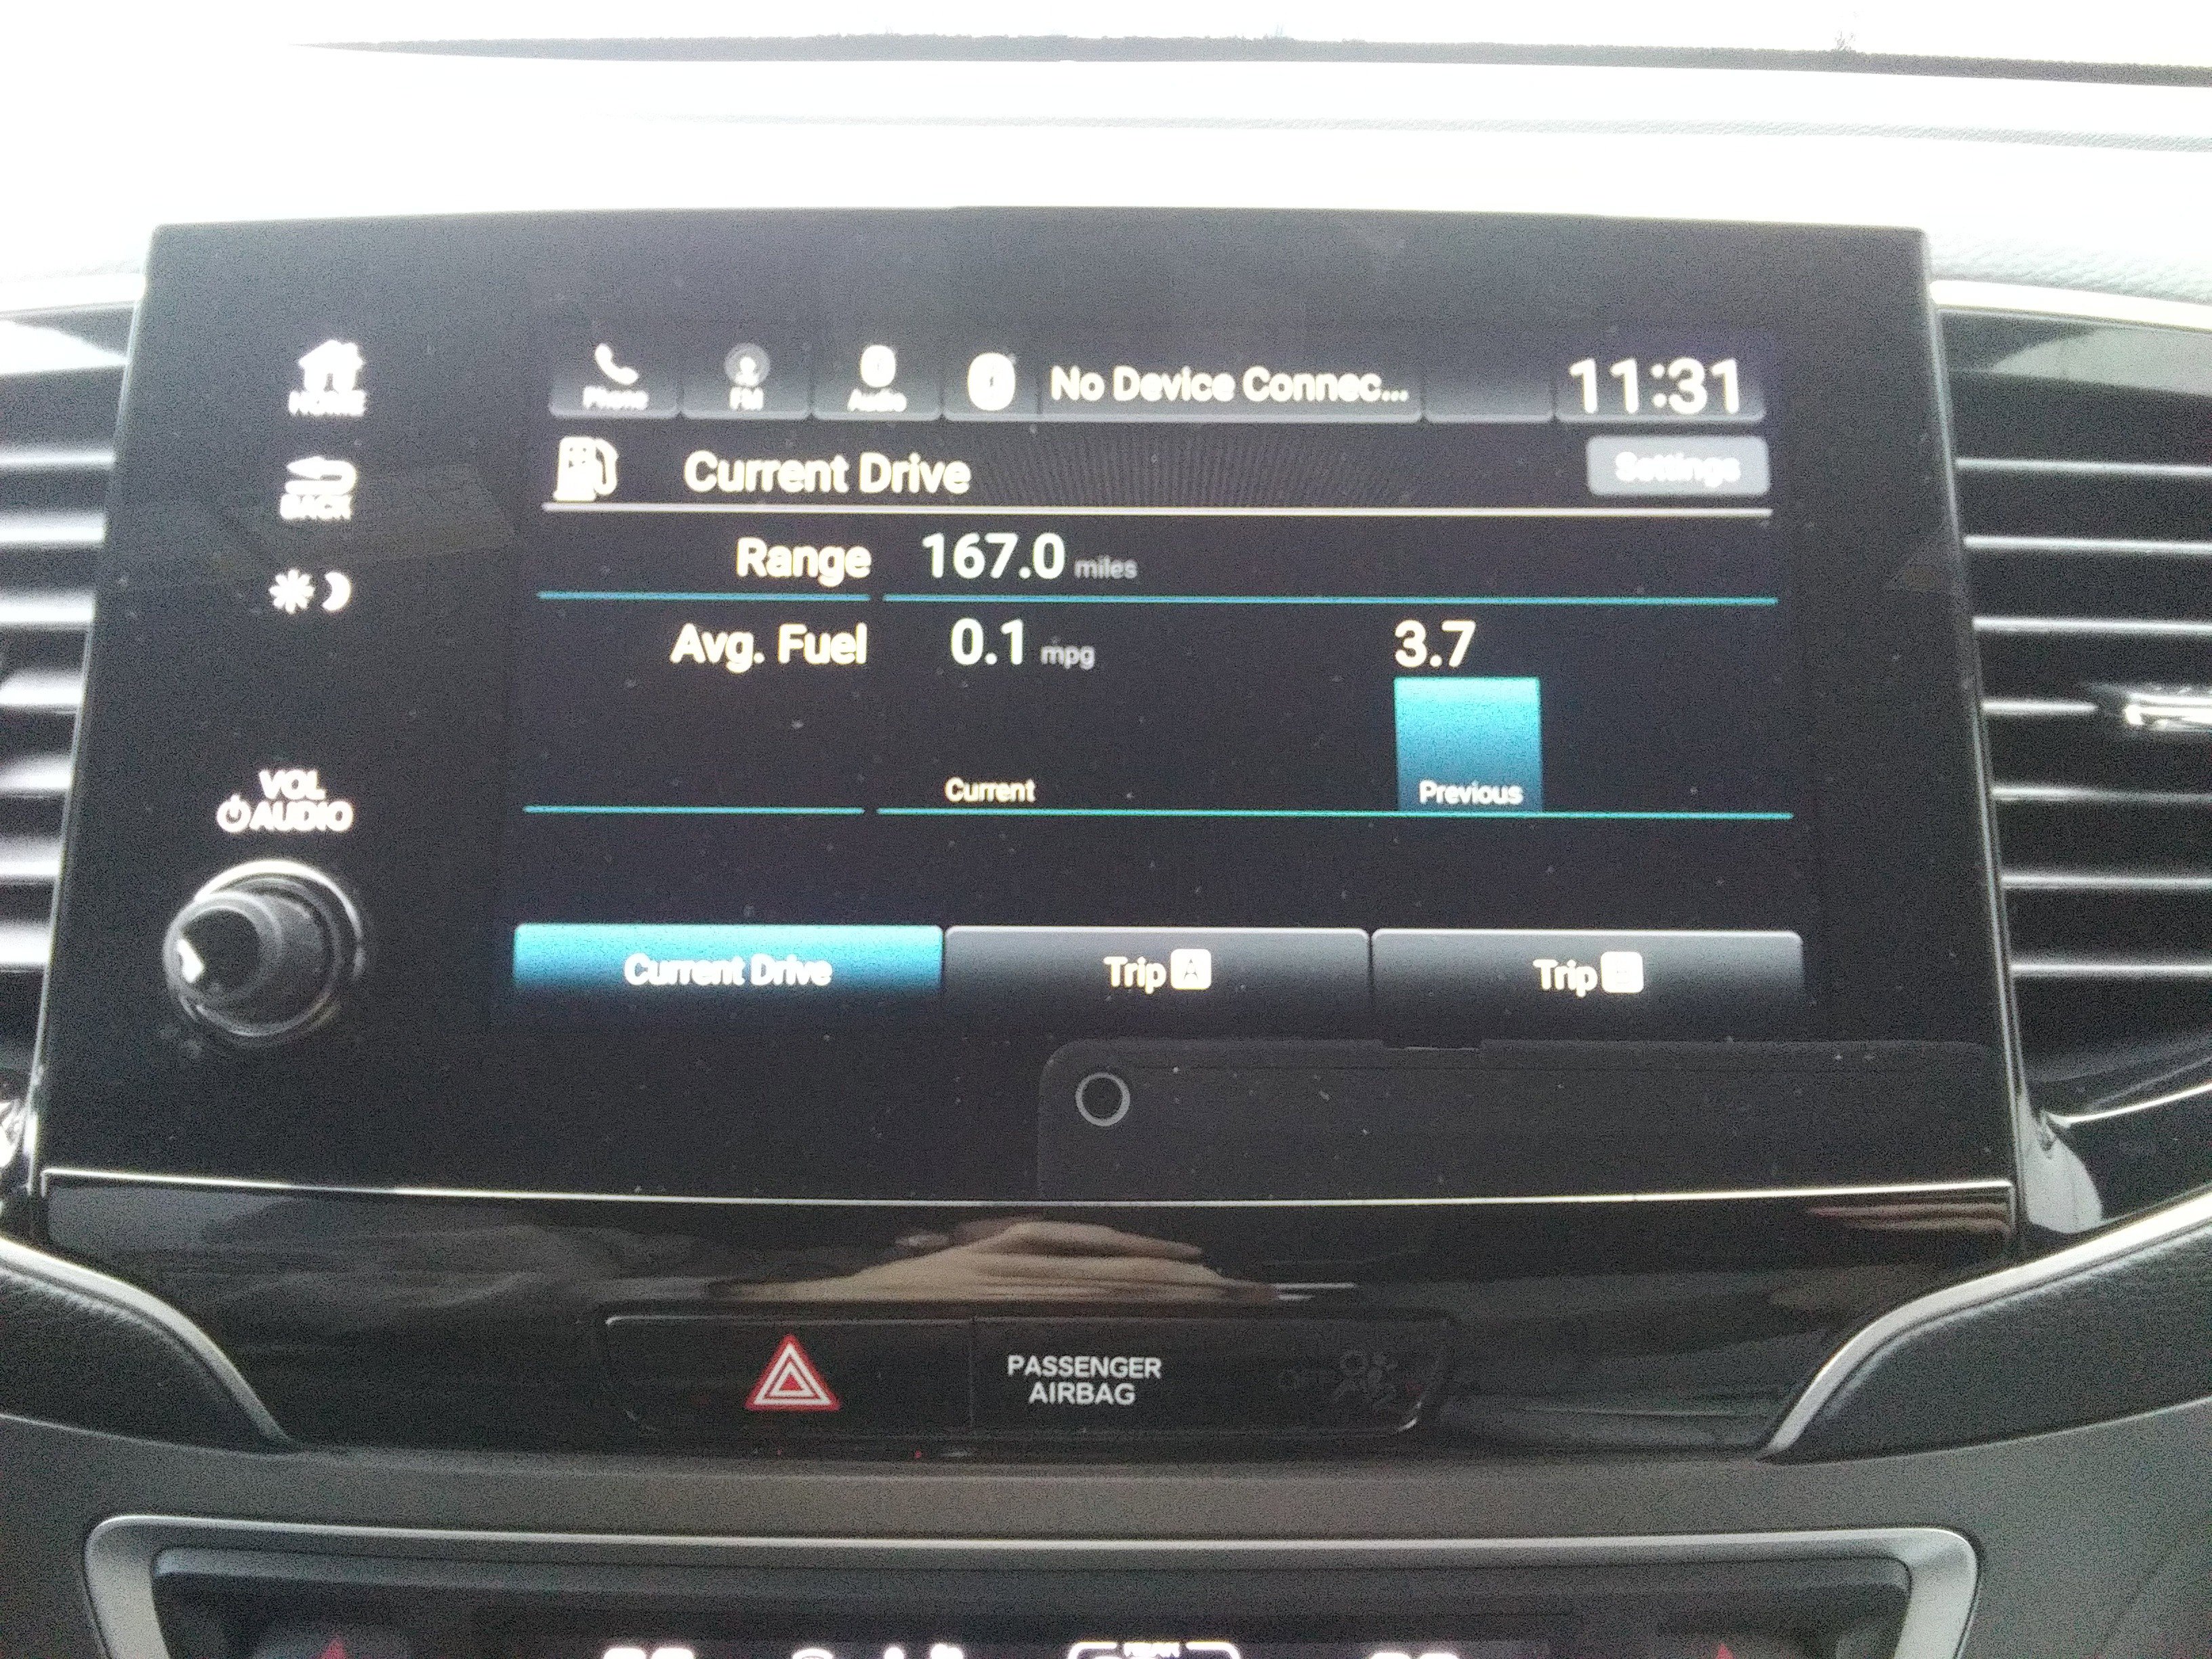 HOME
Phone
FM
Audio
No Device Connec...
11:31
BACK
Current Drive
Settings
Range 167.0 miles
Avg. Fuel 0.1 mpg 3.7
Current Previous
VOL
AUDIO
Current Drive
Trip A
Trip
PASSENGER
AIRBAG
OFF